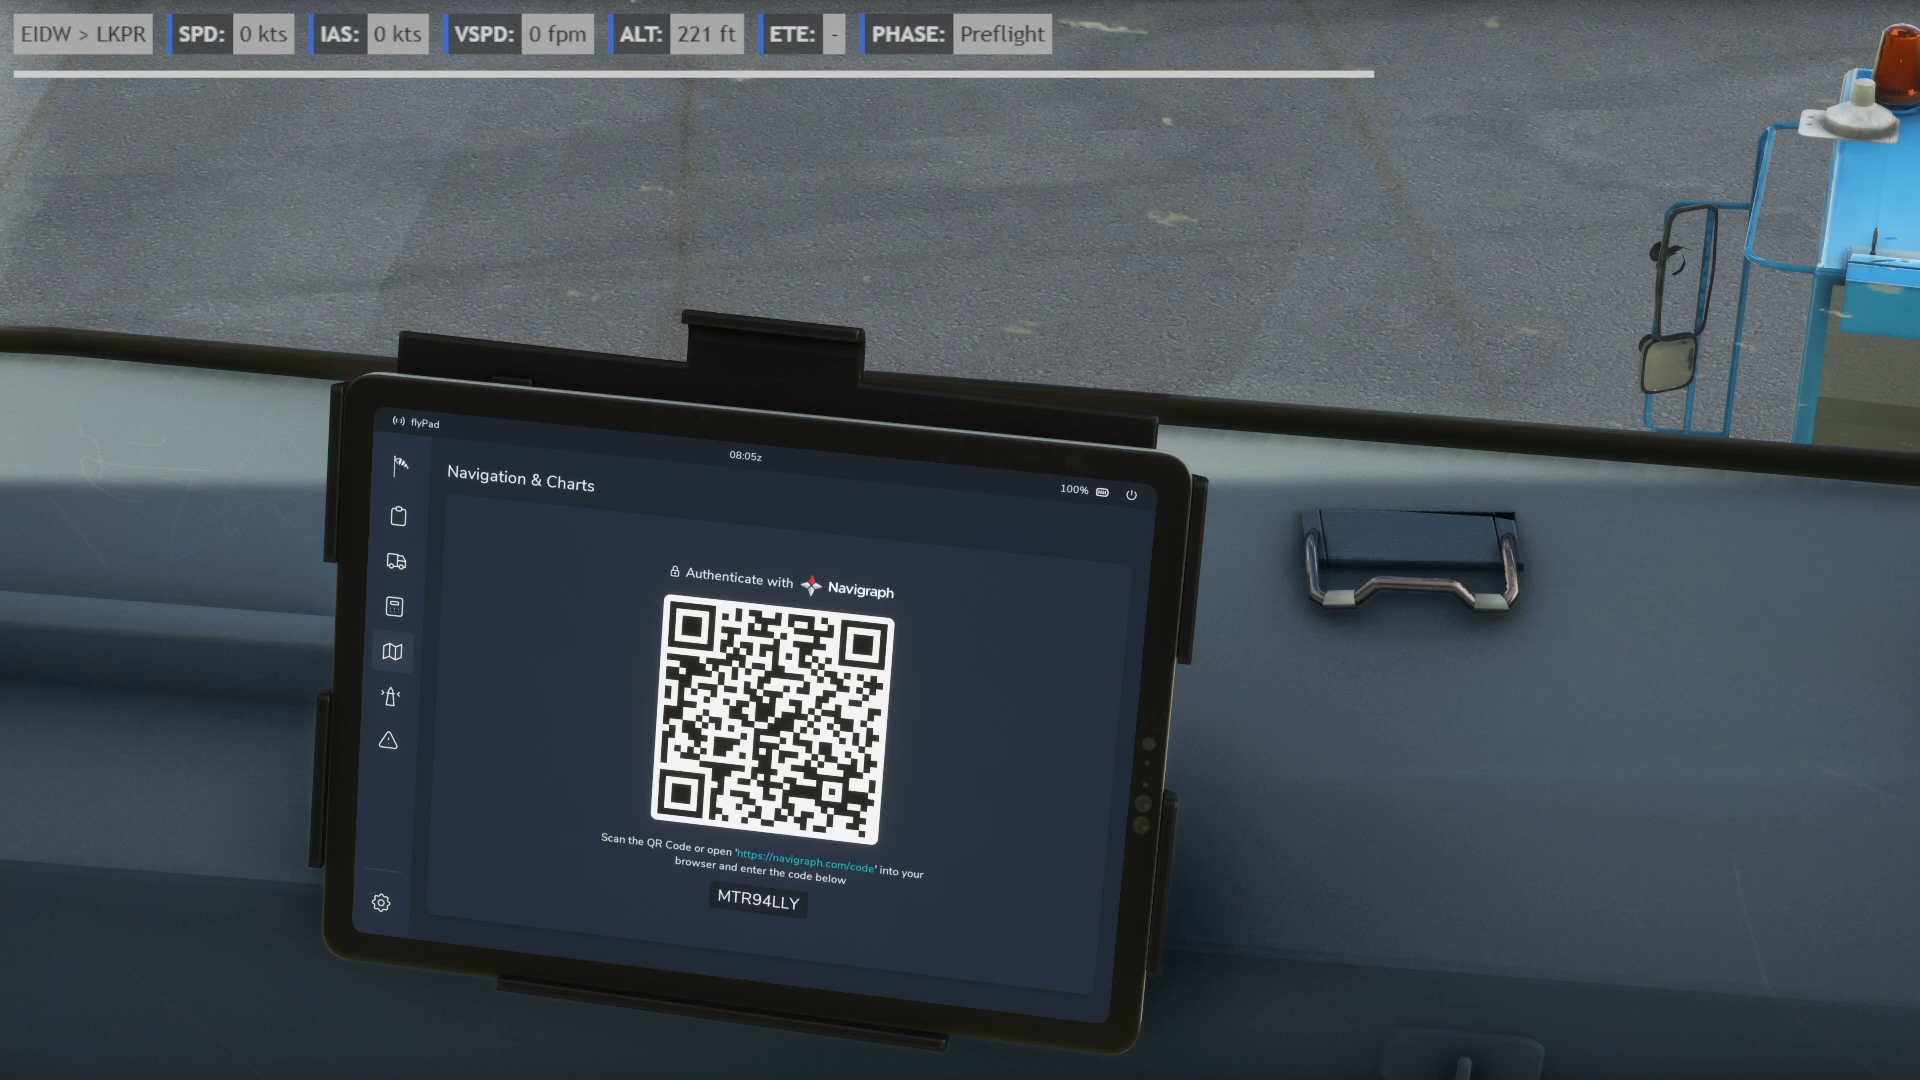 EIDW > LKPR SPD: 0 kts IAS: 0 kts VSPD: 0 fpm ALT: 221 ft ETE: - PHASE: Preflight
flyPad
08:05z
100%
Navigation & Charts
Authenticate with Navigraph
Scan the QR Code or open 'https://navigraph.com/code' into your
browser and enter the code below
MTR94LLY